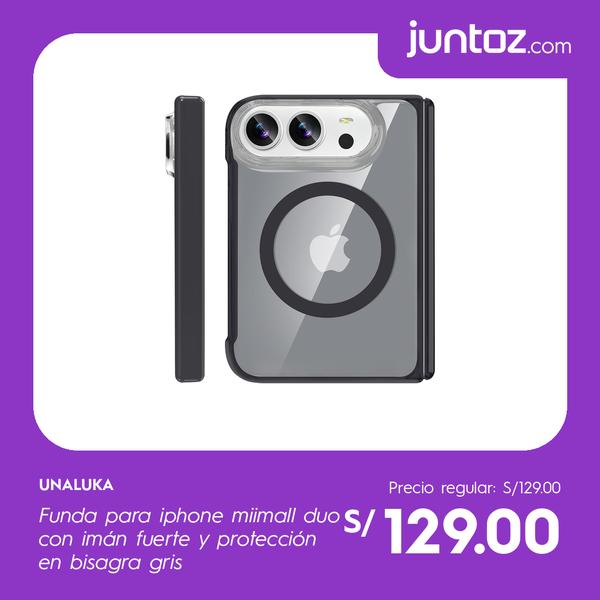 juntoz.com
UNALUKA
Funda para iphone miimall duo
con imán fuerte y protección
en bisagra gris
Precio regular: S/129.00
S/ 129.00